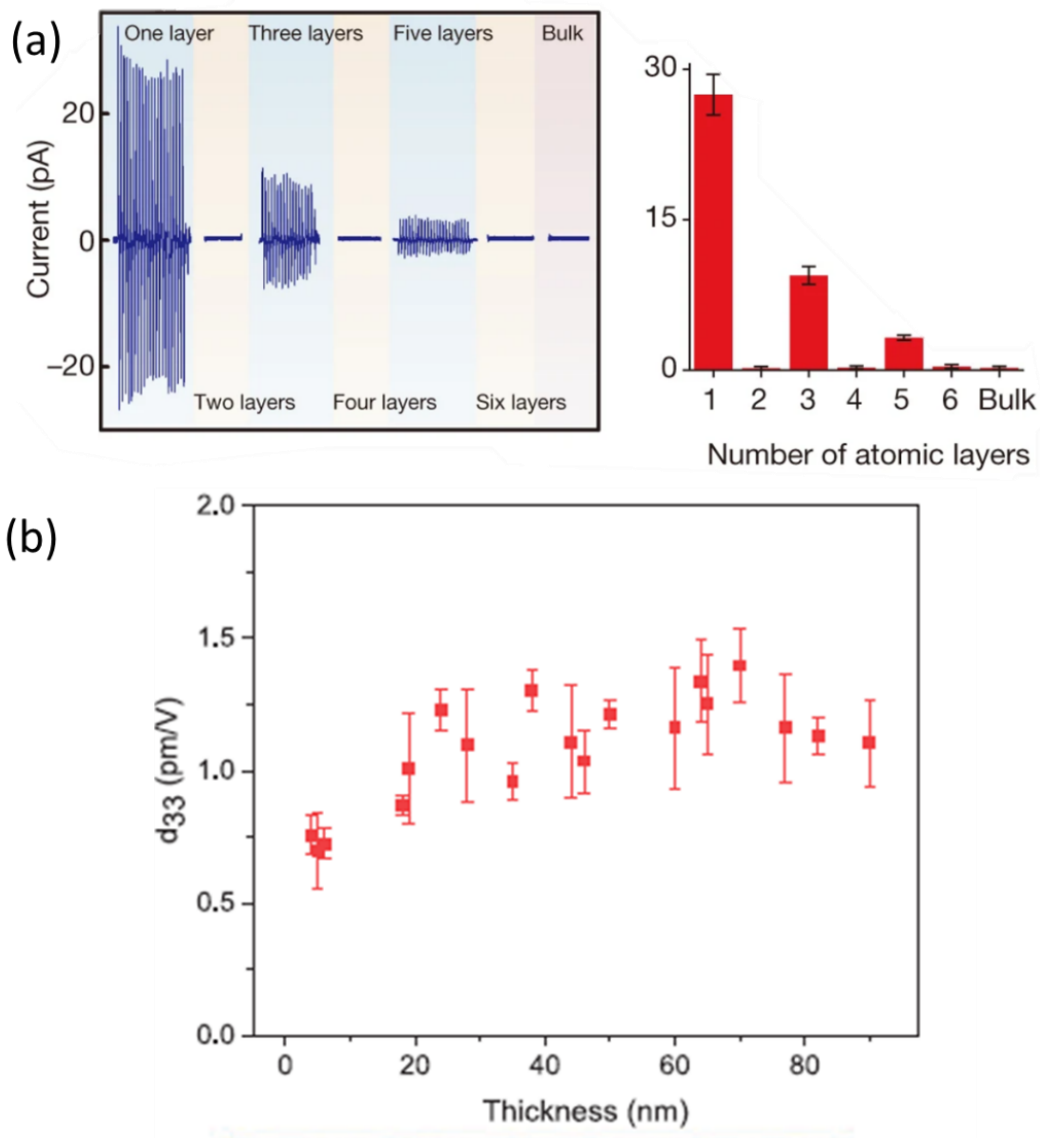 (a)
One layer Three layers Five layers Bulk
20
0
−20
Current (pA)
Two layers Four layers Six layers
30
15
0
1 2 3 4 5 6 Bulk
Number of atomic layers
(b)
2.0
1.5
1.0
0.5
0.0
d33 (pm/V)
0 20 40 60 80
Thickness (nm)